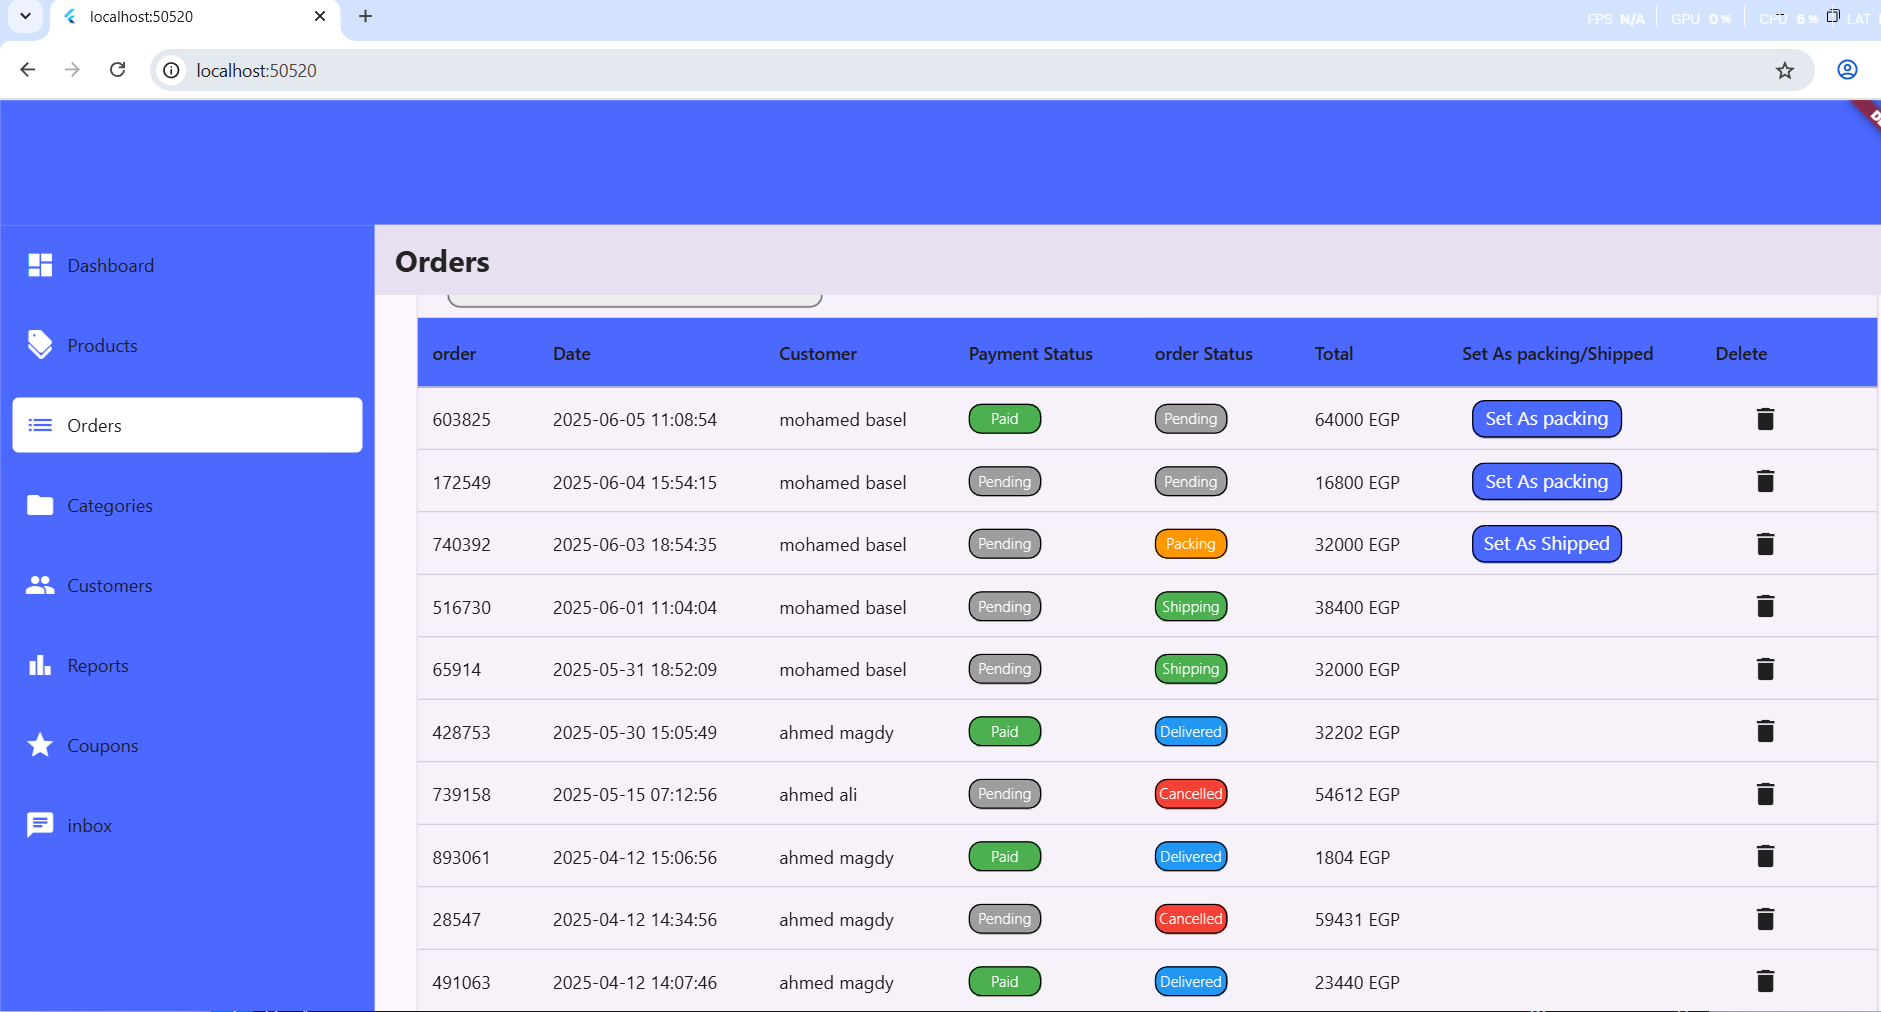 localhost:50520
FPS N/A GPU 0% CPU 6% LAT
localhost:50520
Orders
Dashboard
Products
Orders
Categories
Customers
Reports
Coupons
inbox
order Date Customer Payment Status order Status Total Set As packing/Shipped Delete
603825 2025-06-05 11:08:54 mohamed basel Paid Pending 64000 EGP Set As packing
172549 2025-06-04 15:54:15 mohamed basel Pending Pending 16800 EGP Set As packing
740392 2025-06-03 18:54:35 mohamed basel Pending Packing 32000 EGP Set As Shipped
516730 2025-06-01 11:04:04 mohamed basel Pending Shipping 38400 EGP
65914 2025-05-31 18:52:09 mohamed basel Pending Shipping 32000 EGP
428753 2025-05-30 15:05:49 ahmed magdy Paid Delivered 32202 EGP
739158 2025-05-15 07:12:56 ahmed ali Pending Cancelled 54612 EGP
893061 2025-04-12 15:06:56 ahmed magdy Paid Delivered 1804 EGP
28547 2025-04-12 14:34:56 ahmed magdy Pending Cancelled 59431 EGP
491063 2025-04-12 14:07:46 ahmed magdy Paid Delivered 23440 EGP